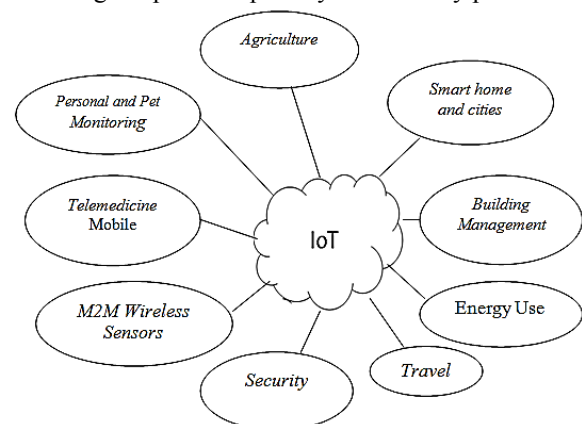 Agriculture
Personal and Pet
Monitoring
Smart home
and cities
Telemedicine
Mobile
IoT
Building
Management
M2M Wireless
Sensors
Energy Use
Security
Travel